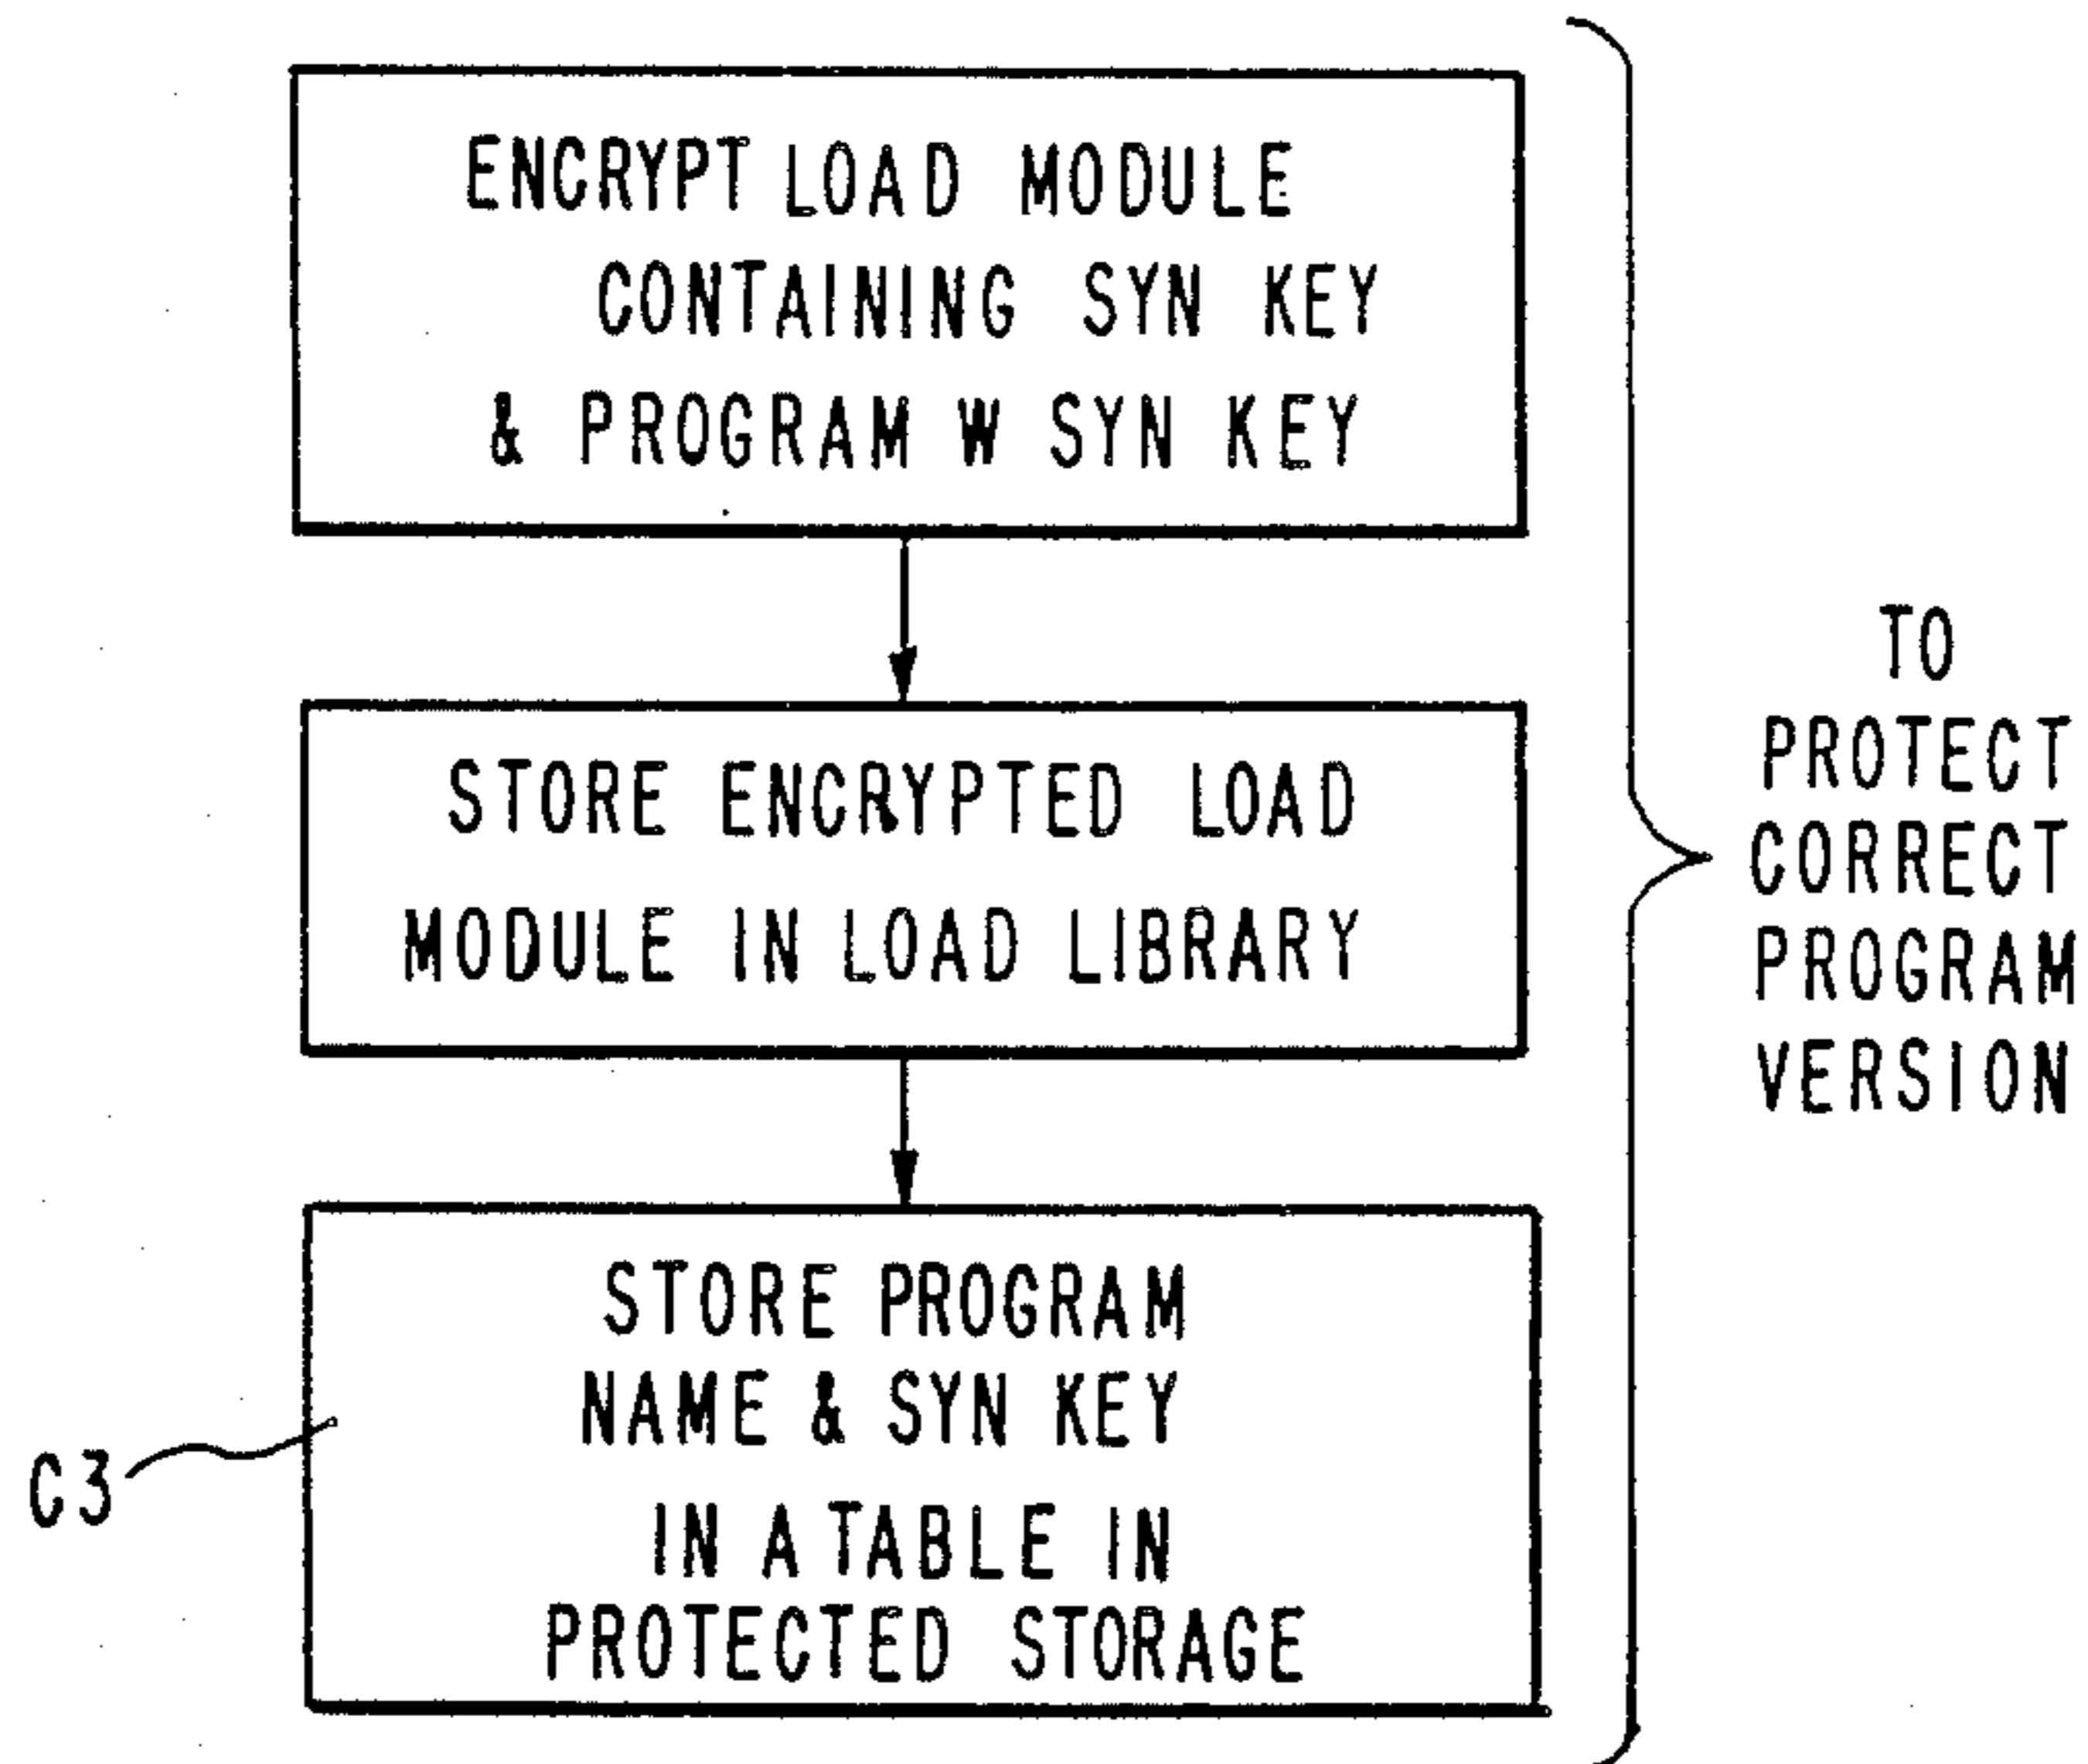 ENCRYPT LOAD MODULE
CONTAINING SYN KEY
& PROGRAM W SYN KEY
STORE ENCRYPTED LOAD
MODULE IN LOAD LIBRARY
STORE PROGRAM
NAME & SYN KEY
IN A TABLE IN
PROTECTED STORAGE
C3
TO
PROTECT
CORRECT
PROGRAM
VERSION